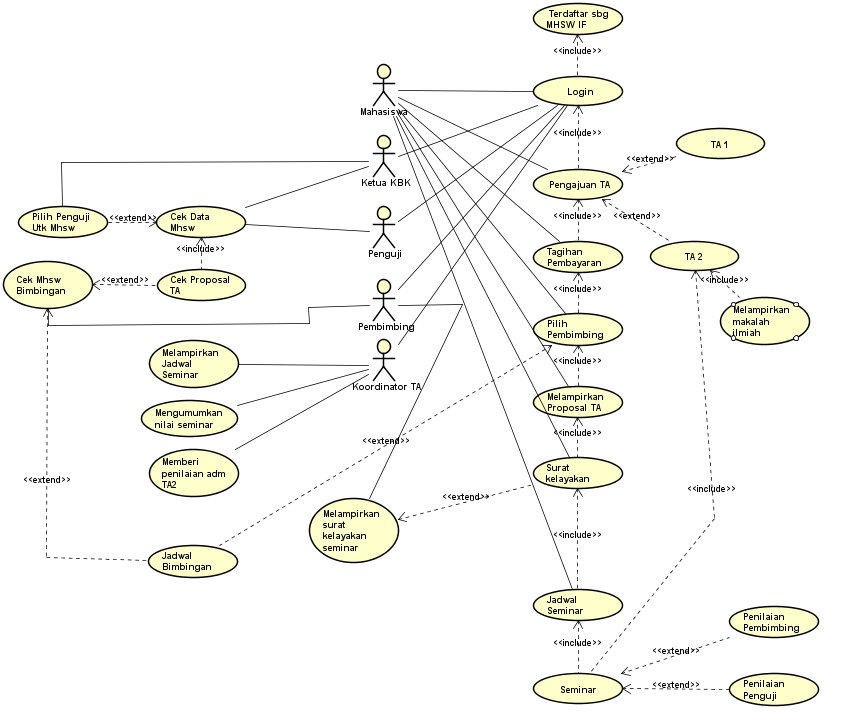 Terdaftar sbg
MHSW IF
<<include>>
Login
Mahasiswa
<<include>>
TA 1
<<extend>>
Ketua KBK
Pengajuan TA
Pilih Penguji
Utk Mhsw
<<extend>>
Cek Data
Mhsw
<<include>>
<<extend>>
Penguji
<<include>>
Tagihan
Pembayaran
TA 2
Cek Mhsw
Bimbingan
<<extend>>
Cek Proposal
TA
<<include>>
<<include>>
Melampirkan
makalah
ilmiah
Pembimbing
Pilih
Pembimbing
Melampirkan
Jadwal
Seminar
<<include>>
Koordinator TA
Melampirkan
Proposal TA
Mengumumkan
nilai seminar
<<extend>>
<<include>>
Memberi
penilaian adm
TA2
Surat
kelayakan
<<extend>>
<<extend>>
<<include>>
Melampirkan
surat
kelayakan
seminar
<<include>>
Jadwal
Bimbingan
Jadwal
Seminar
Penilaian
Pembimbing
<<include>>
<<extend>>
Seminar
<<extend>>
Penilaian
Penguji